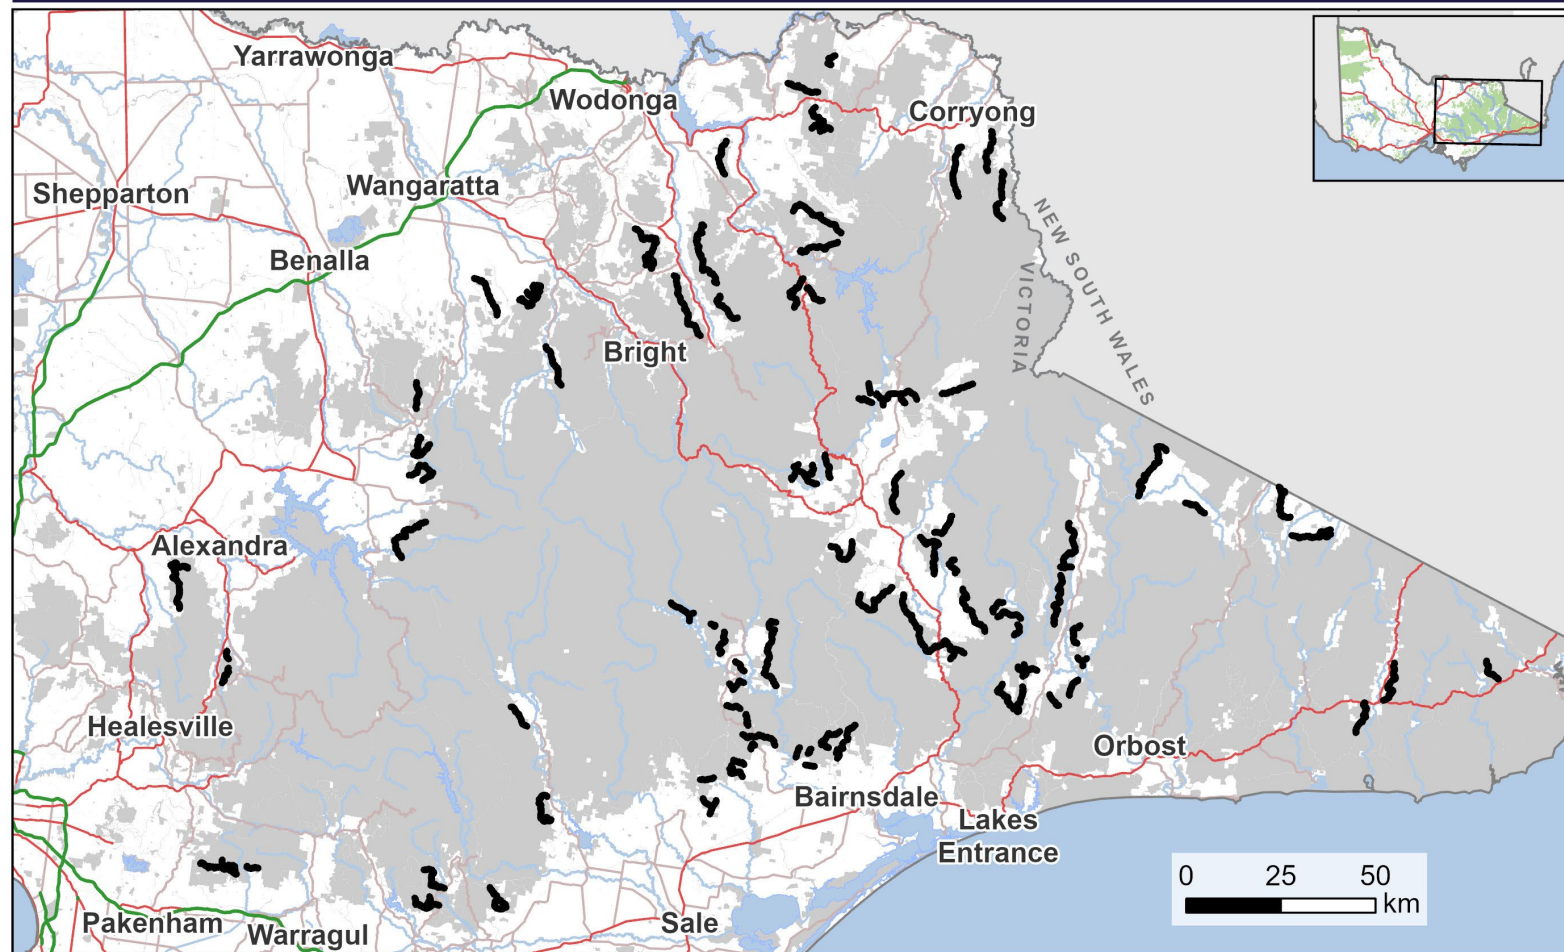 Yarrawonga
Wodonga
Corryong
Shepparton
Wangaratta
Benalla
NEW SOUTH WALES
VICTORIA
Bright
Alexandra
Healesville
Orbost
Bairnsdale
Lakes
Entrance
0 25 50
km
Pakenham
Warragul
Sale